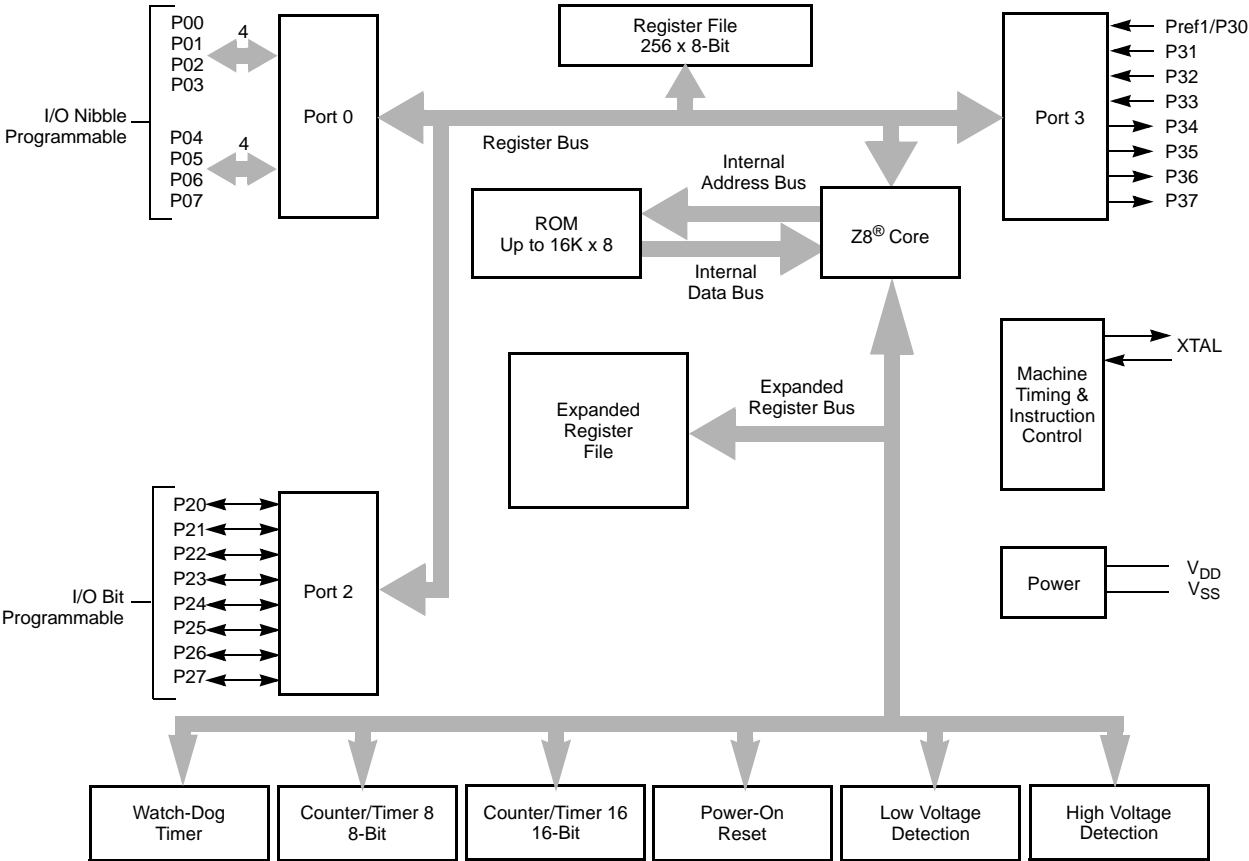 Register File
256 x 8-Bit
P00
P01
P02
P03
4
I/O Nibble
Programmable
P04
P05
P06
P07
4
Port 0
Register Bus
Port 3
Pref1/P30
P31
P32
P33
P34
P35
P36
P37
Internal
Address Bus
ROM
Up to 16K x 8
Z8® Core
Internal
Data Bus
Expanded
Register
File
Expanded
Register Bus
Machine
Timing &
Instruction
Control
XTAL
I/O Bit
Programmable
P20
P21
P22
P23
P24
P25
P26
P27
Port 2
Power
VDD
VSS
Watch-Dog
Timer
Counter/Timer 8
8-Bit
Counter/Timer 16
16-Bit
Power-On
Reset
Low Voltage
Detection
High Voltage
Detection